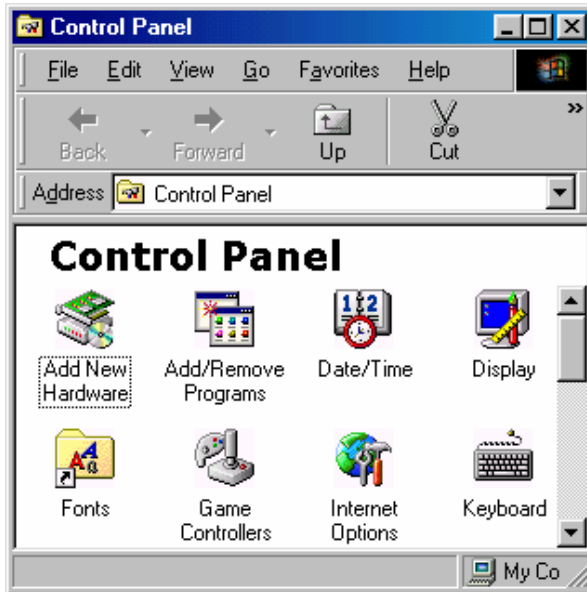 Control Panel
File Edit View Go Favorites Help
Back Forward Up Cut »
Address Control Panel
Control Panel
Add New Hardware
Add/Remove Programs
Date/Time
Display
Fonts
Game Controllers
Internet Options
Keyboard
My Co